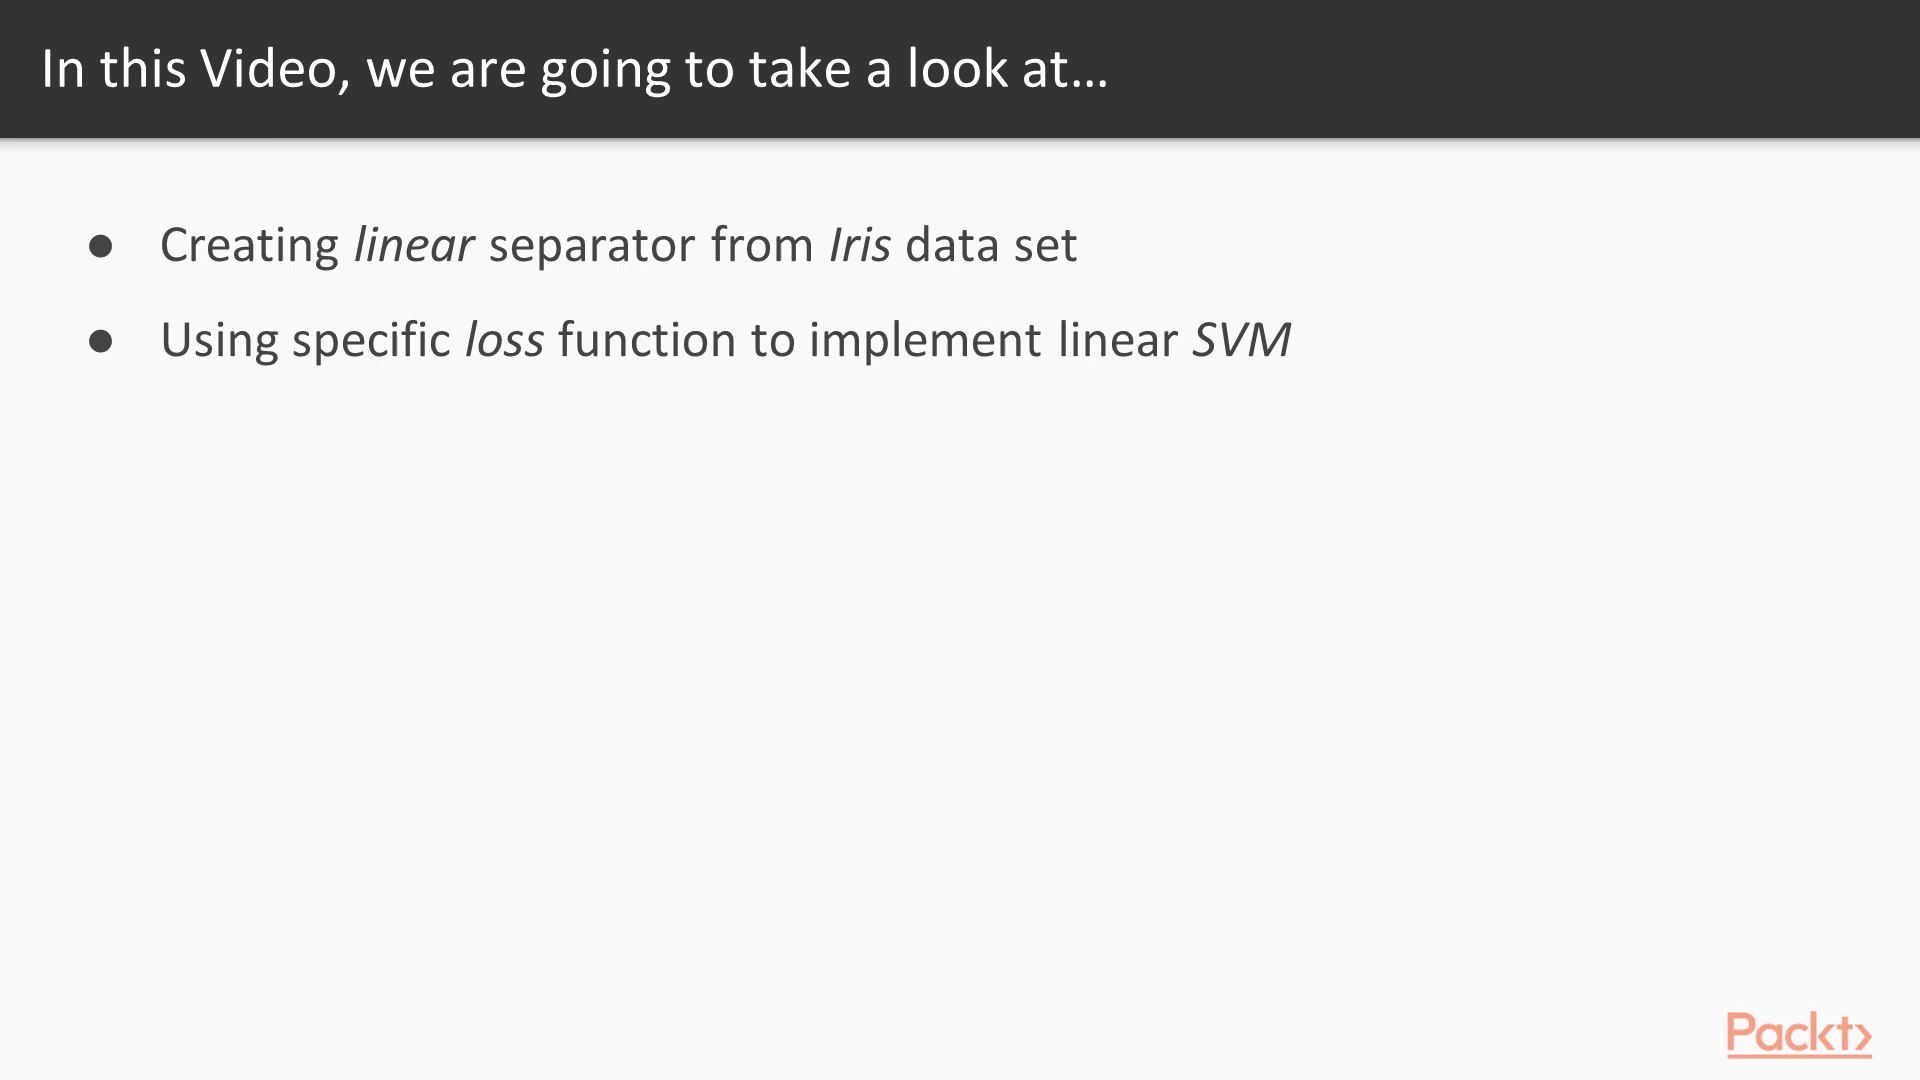 In this Video, we are going to take a look at...
● Creating linear separator from Iris data set
● Using specific loss function to implement linear SVM
Packt>